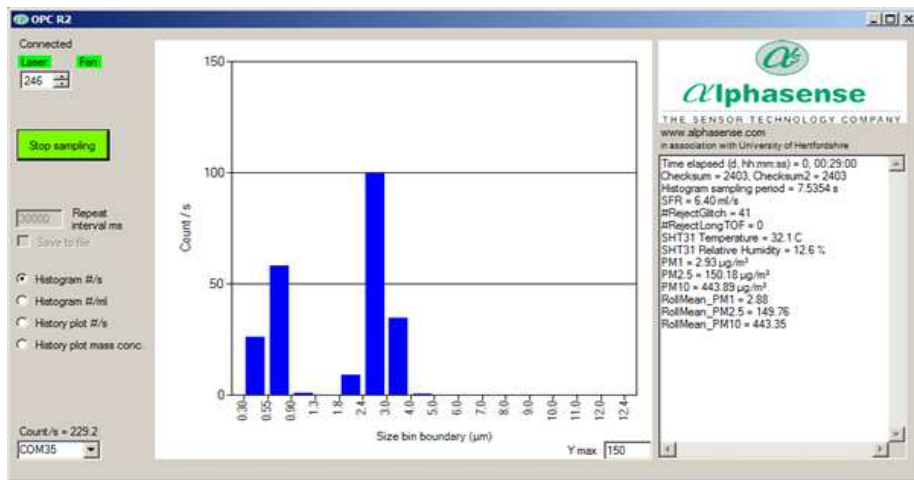 OPC R2
Connected
Laser Fan
246
Stop sampling
30000 Repeat interval ms
Save to file
Histogram #/s
Histogram #/ml
History plot #/s
History plot mass conc.
Count/s = 229.2
COM35
150
100
50
0
Count / s
0.30 0.55 0.90 1.3 1.8 2.4 3.0 4.0 5.0 6.0 7.0 8.0 9.0 10.0 11.0 12.0 12.4
Size bin boundary (µm)
Y max 150
αs
αlphasense
THE SENSOR TECHNOLOGY COMPANY
www.alphasense.com
in association with University of Hertfordshire
Time elapsed (d, hh:mm:ss) = 0, 00:29:00
Checksum = 2403, Checksum2 = 2403
Histogram sampling period = 7.5354 s
SFR = 6.40 ml/s
#RejectGlitch = 41
#RejectLongTOF = 0
SHT31 Temperature = 32.1 C
SHT31 Relative Humidity = 12.6 %
PM1 = 2.93 µg/m³
PM2.5 = 150.18 µg/m³
PM10 = 443.89 µg/m³
RollMean_PM1 = 2.88
RollMean_PM2.5 = 149.76
RollMean_PM10 = 443.35